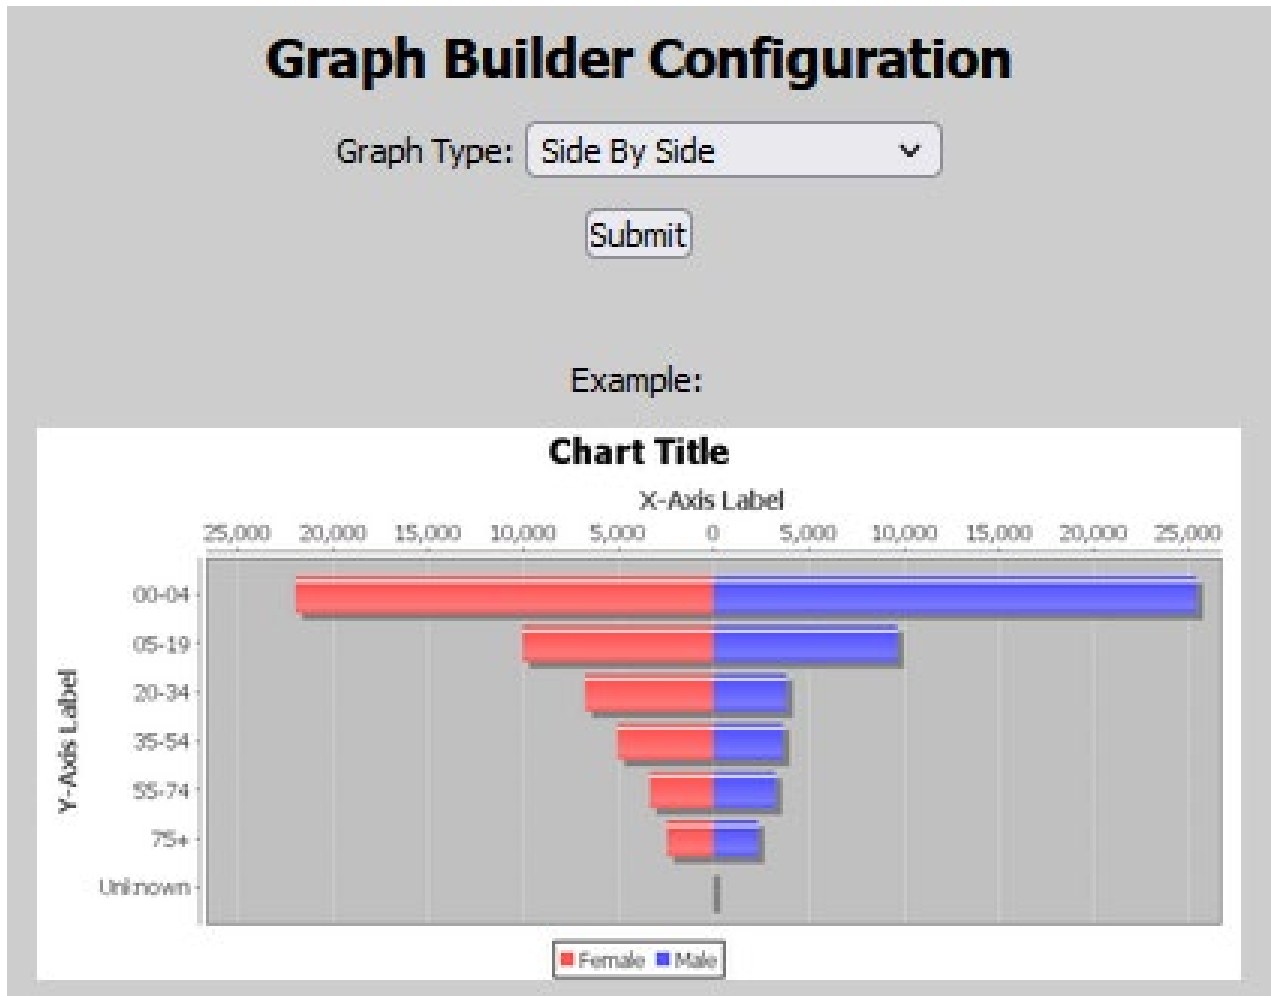 Graph Builder Configuration
Graph Type: Side By Side
Submit
Example:
Chart Title
X-Axis Label
25,000 20,000 15,000 10,000 5,000 0 5,000 10,000 15,000 20,000 25,000
Y-Axis Label
00-04
05-19
20-34
35-54
55-74
75+
Unknown
Female Male